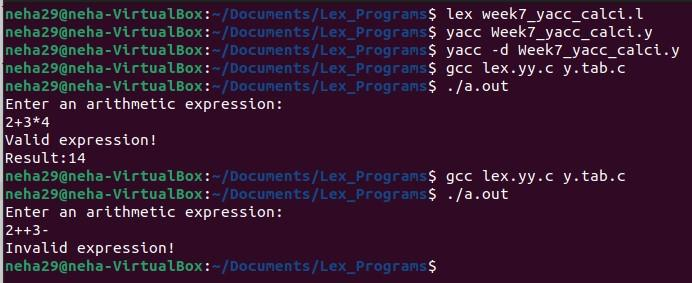 neha29@neha-VirtualBox:~/Documents/Lex_Programs$ lex week7_yacc_calci.l
neha29@neha-VirtualBox:~/Documents/Lex_Programs$ yacc Week7_yacc_calci.y
neha29@neha-VirtualBox:~/Documents/Lex_Programs$ yacc -d Week7_yacc_calci.y
neha29@neha-VirtualBox:~/Documents/Lex_Programs$ gcc lex.yy.c y.tab.c
neha29@neha-VirtualBox:~/Documents/Lex_Programs$ ./a.out
Enter an arithmetic expression:
2+3*4
Valid expression!
Result:14
neha29@neha-VirtualBox:~/Documents/Lex_Programs$ gcc lex.yy.c y.tab.c
neha29@neha-VirtualBox:~/Documents/Lex_Programs$ ./a.out
Enter an arithmetic expression:
2++3-
Invalid expression!
neha29@neha-VirtualBox:~/Documents/Lex_Programs$